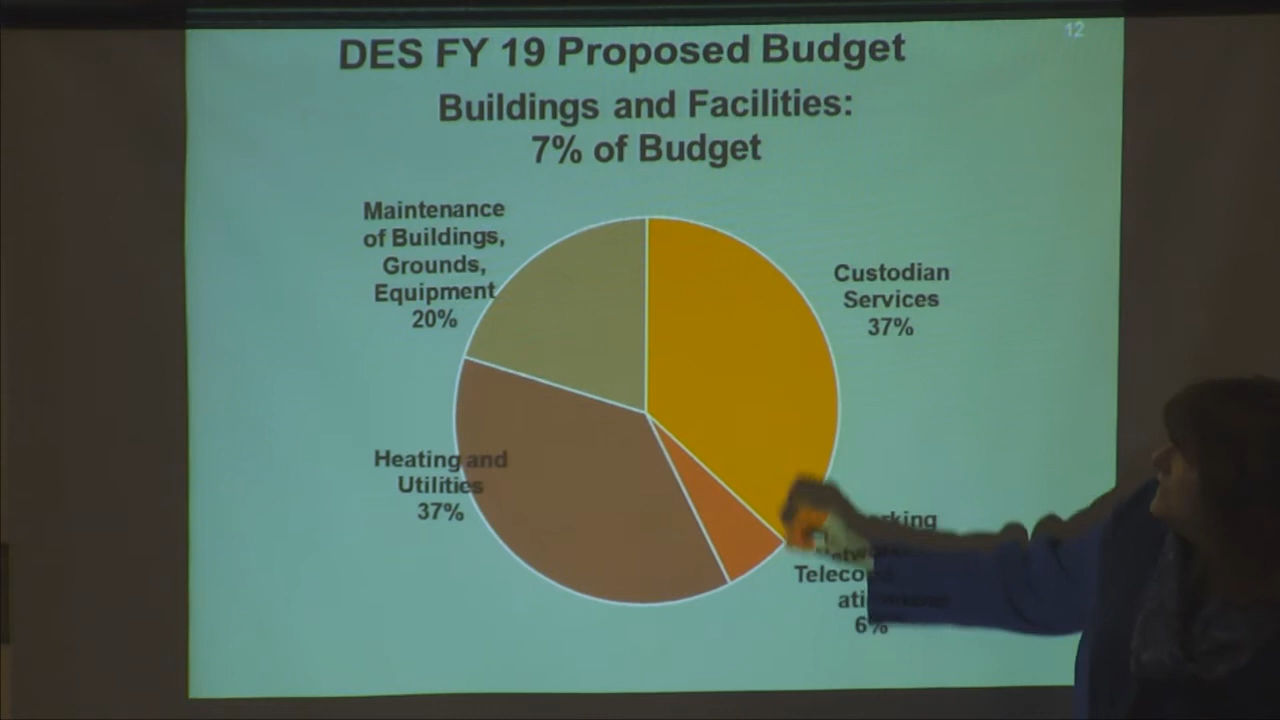 12
DES FY 19 Proposed Budget
Buildings and Facilities:
7% of Budget
Maintenance
of Buildings,
Grounds,
Equipment
20%
Custodian
Services
37%
Heating and
Utilities
37%
6%